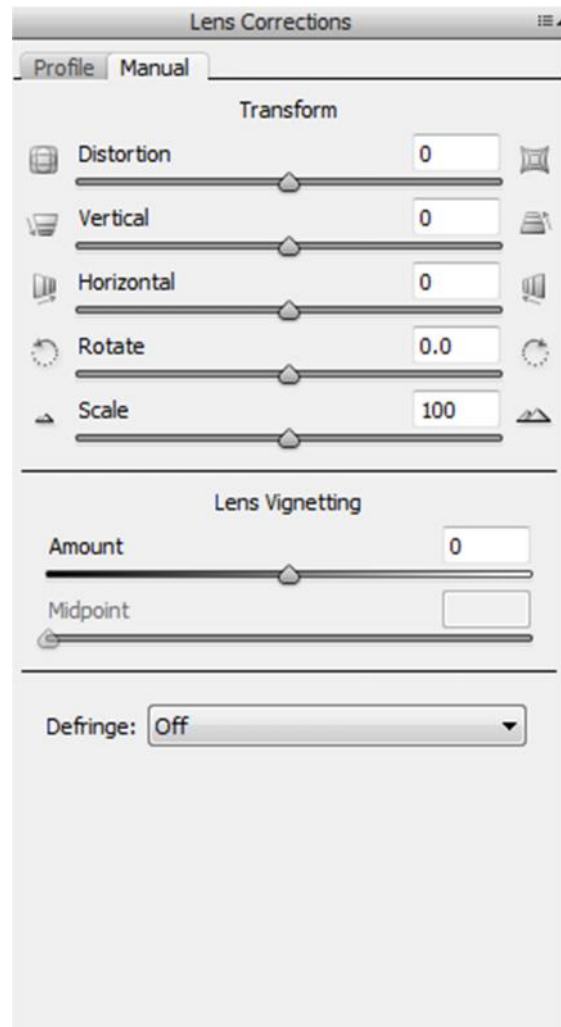 Lens Corrections
Profile Manual
Transform
Distortion 0
Vertical 0
Horizontal 0
Rotate 0.0
Scale 100
Lens Vignetting
Amount 0
Midpoint
Defringe: Off